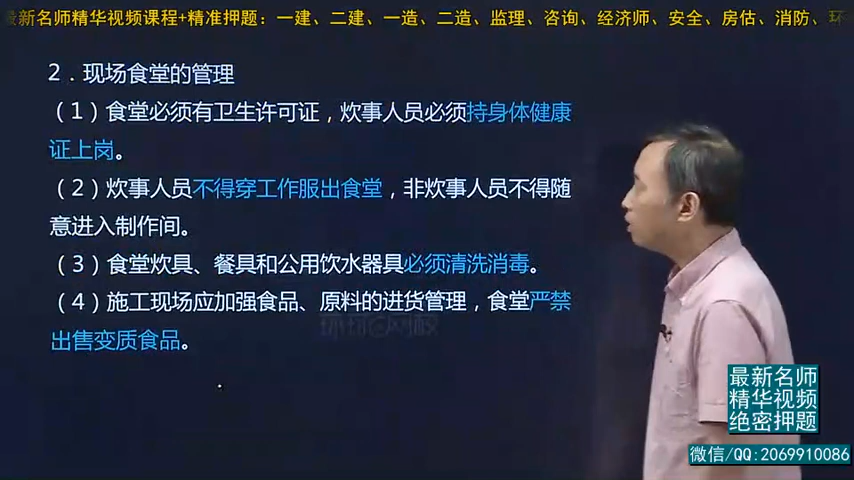 最新名师精华视频课程+精准押题：一建、二建、一造、二造、监理、咨询、经济师、安全、房估、消防、环
2．现场食堂的管理
（1）食堂必须有卫生许可证，炊事人员必须持身体健康
证上岗。
（2）炊事人员不得穿工作服出食堂，非炊事人员不得随
意进入制作间。
（3）食堂炊具、餐具和公用饮水器具必须清洗消毒。
（4）施工现场应加强食品、原料的进货管理，食堂严禁
出售变质食品。
最新名师
精华视频
绝密押题
微信/QQ:2069910086